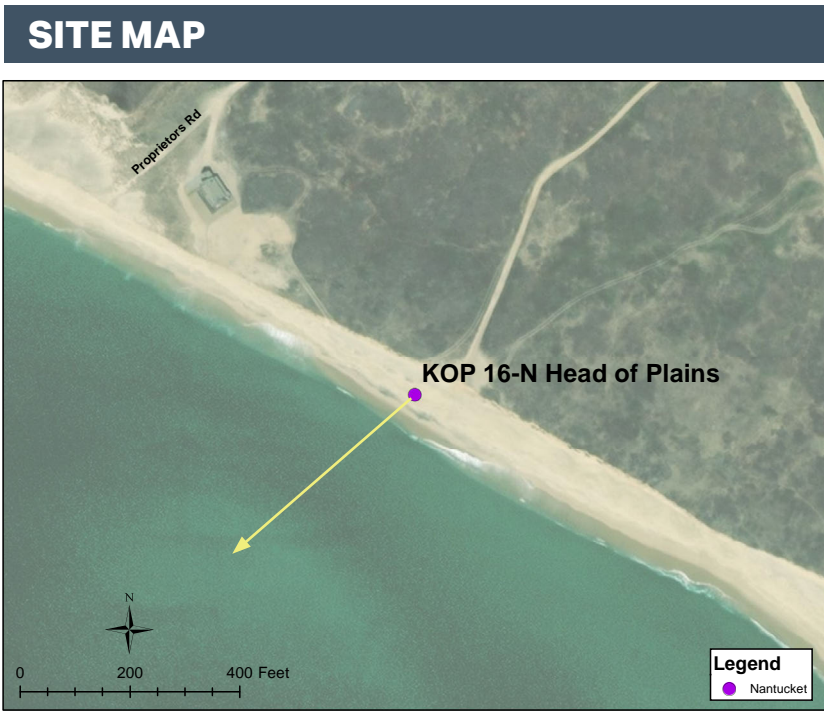 SITE MAP
Proprietors Rd
KOP 16-N Head of Plains
N
0 200 400 Feet
Legend
Nantucket